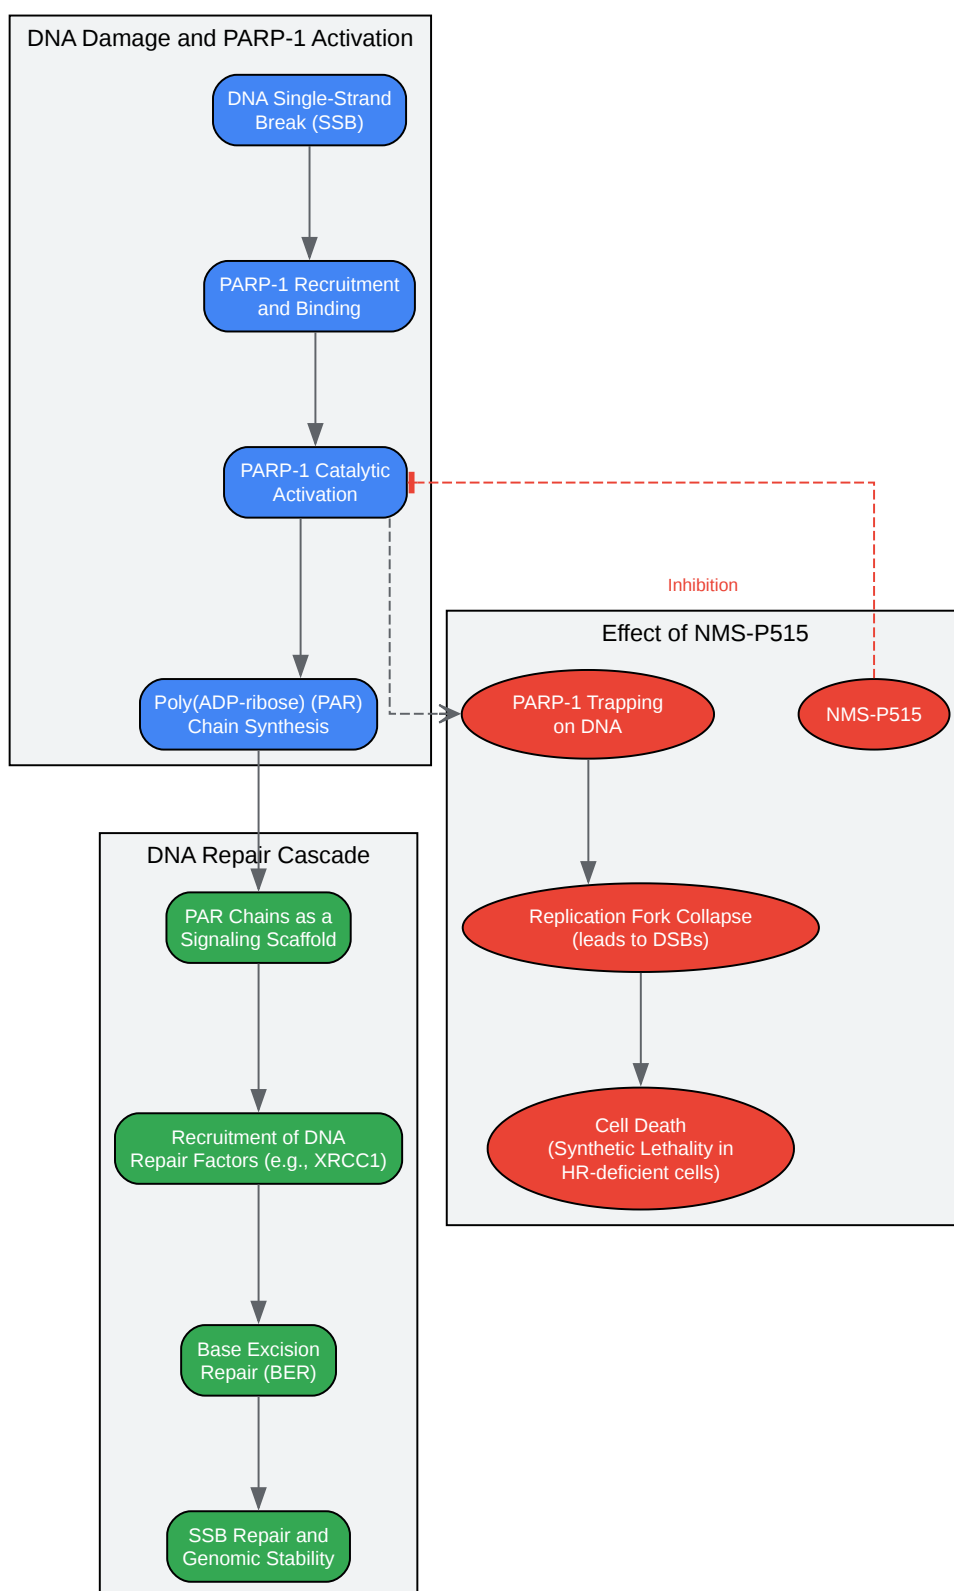 DNA Damage and PARP-1 Activation
DNA Single-Strand
Break (SSB)
PARP-1 Recruitment
and Binding
PARP-1 Catalytic
Activation
Poly(ADP-ribose) (PAR)
Chain Synthesis
Inhibition
Effect of NMS-P515
PARP-1 Trapping
on DNA
NMS-P515
Replication Fork Collapse
(leads to DSBs)
Cell Death
(Synthetic Lethality in
HR-deficient cells)
DNA Repair Cascade
PAR Chains as a
Signaling Scaffold
Recruitment of DNA
Repair Factors (e.g., XRCC1)
Base Excision
Repair (BER)
SSB Repair and
Genomic Stability